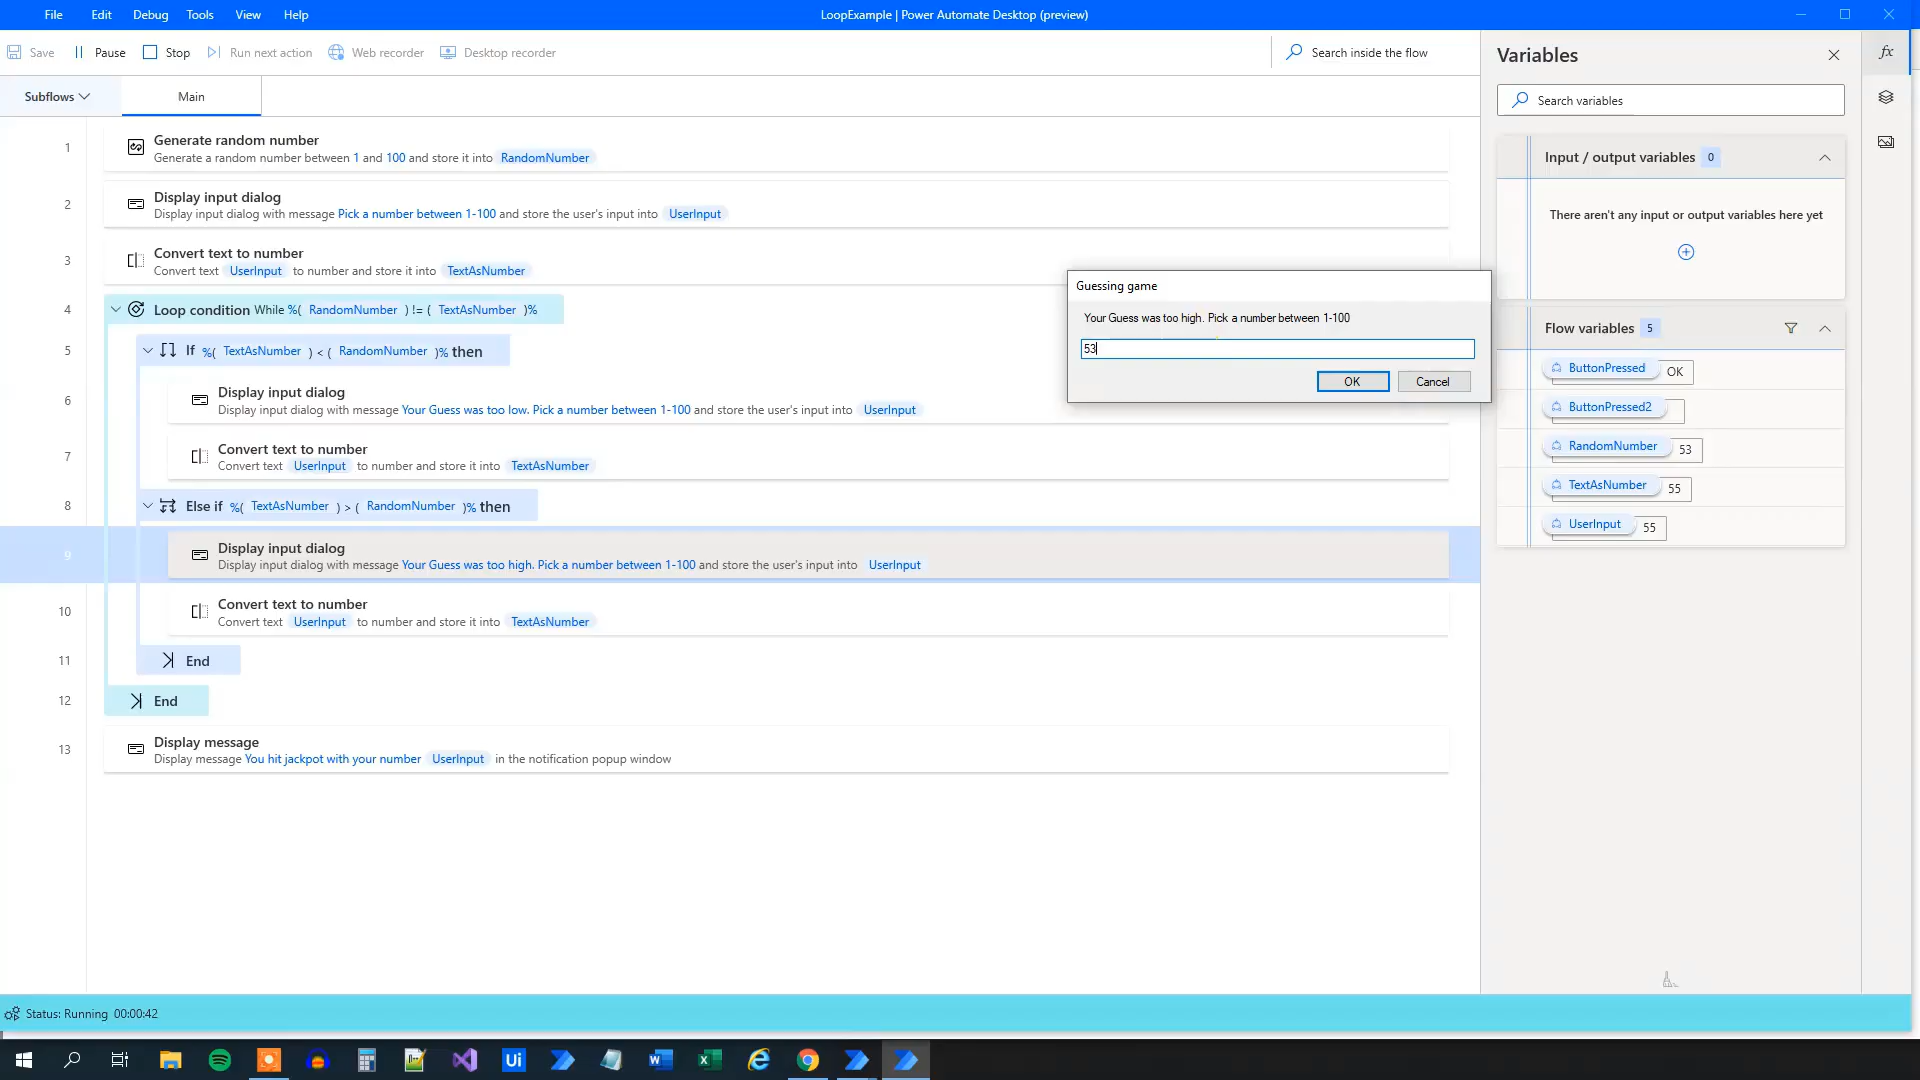 File Edit Debug Tools View Help LoopExample | Power Automate Desktop (preview)
Save Pause Stop Run next action Web recorder Desktop recorder Search inside the flow
Subflows Main
1 Generate random number
Generate a random number between 1 and 100 and store it into RandomNumber
2 Display input dialog
Display input dialog with message Pick a number between 1-100 and store the user's input into UserInput
3 Convert text to number
Convert text UserInput to number and store it into TextAsNumber
4 Loop condition While %( RandomNumber ) != ( TextAsNumber )%
5 If %( TextAsNumber ) < ( RandomNumber )% then
6 Display input dialog
Display input dialog with message Your Guess was too low. Pick a number between 1-100 and store the user's input into UserInput
7 Convert text to number
Convert text UserInput to number and store it into TextAsNumber
8 Else if %( TextAsNumber ) > ( RandomNumber )% then
9 Display input dialog
Display input dialog with message Your Guess was too high. Pick a number between 1-100 and store the user's input into UserInput
10 Convert text to number
Convert text UserInput to number and store it into TextAsNumber
11 End
12 End
13 Display message
Display message You hit jackpot with your number UserInput in the notification popup window
Guessing game
Your Guess was too high. Pick a number between 1-100
53
OK Cancel
Variables fx
Search variables
Input / output variables 0
There aren't any input or output variables here yet
Flow variables 5
ButtonPressed OK
ButtonPressed2
RandomNumber 53
TextAsNumber 55
UserInput 55
Status: Running 00:00:42
Ui